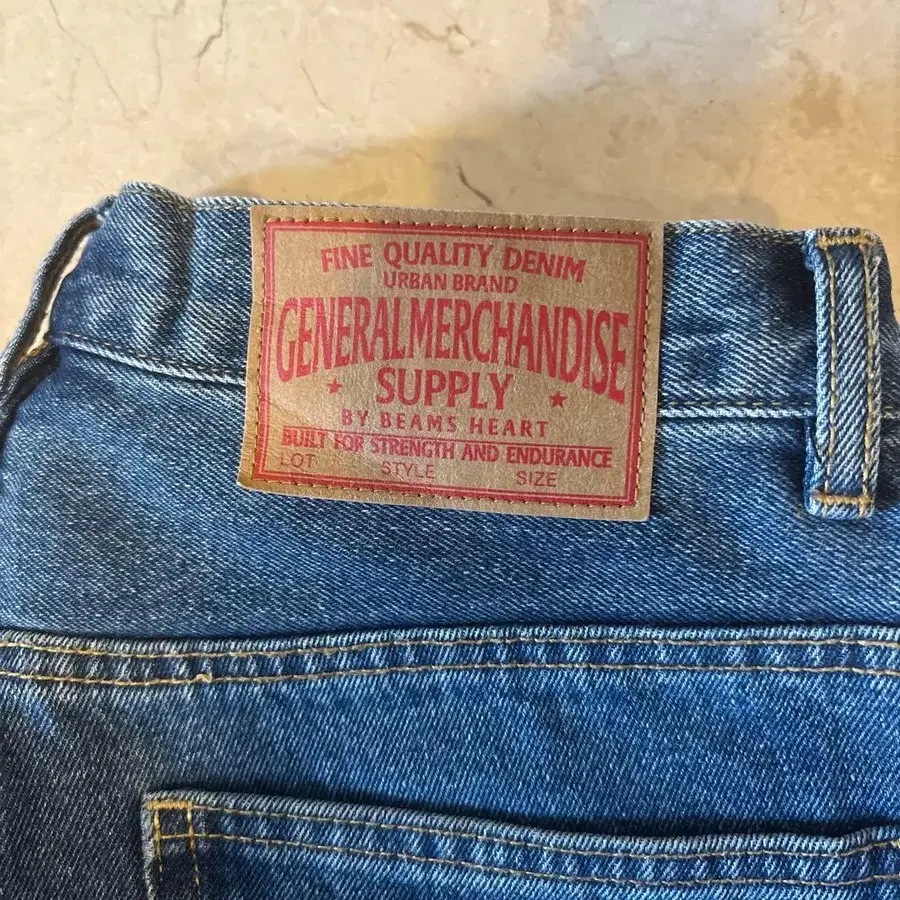 FINE QUALITY DENIM
URBAN BRAND
GENERALMERCHANDISE
SUPPLY
BY BEAMS HEART
BUILT FOR STRENGTH AND ENDURANCE
LOT STYLE SIZE